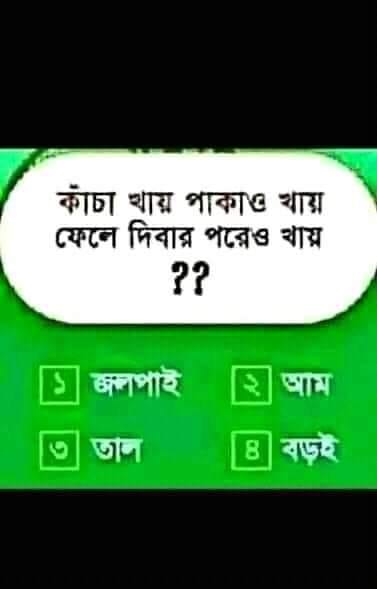 কাঁচা খায় পাকাও খায়
ফেলে দিবার পরেও খায়
??
১ জলপাই ২ আম
৩ তাল ৪ বড়ই